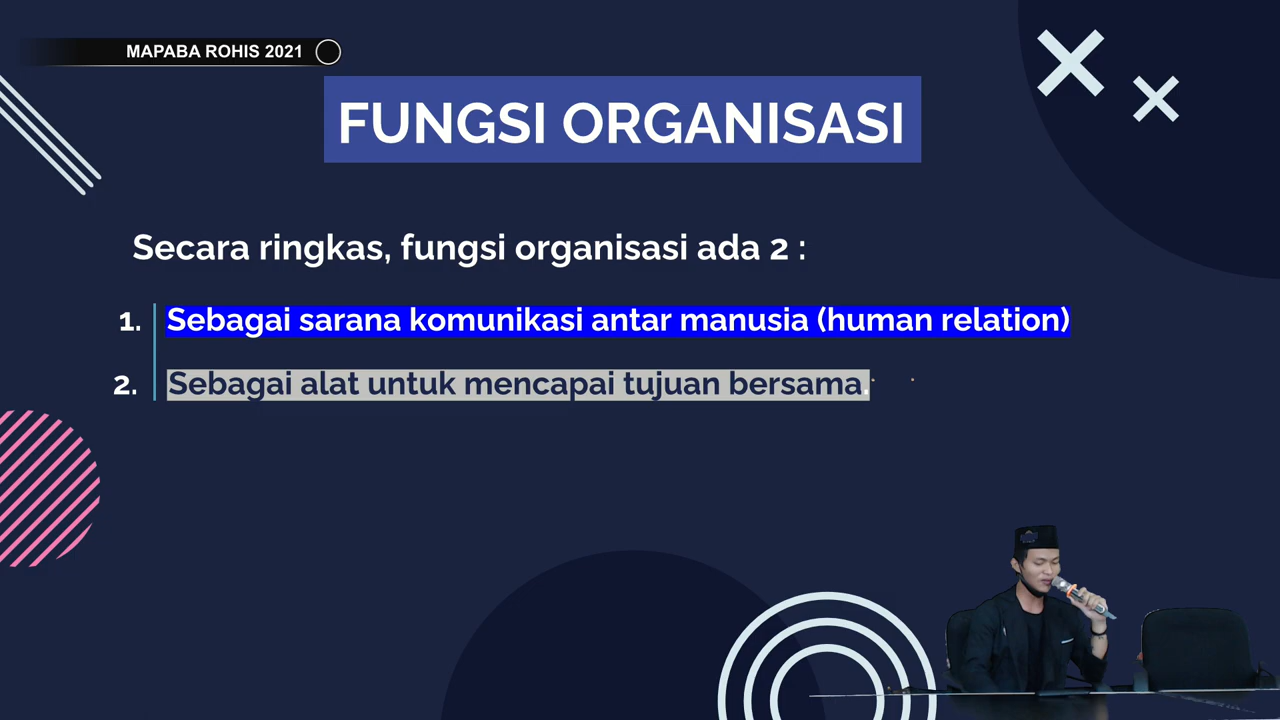 MAPABA ROHIS 2021
FUNGSI ORGANISASI
Secara ringkas, fungsi organisasi ada 2 :
1. Sebagai sarana komunikasi antar manusia (human relation)
2. Sebagai alat untuk mencapai tujuan bersama.